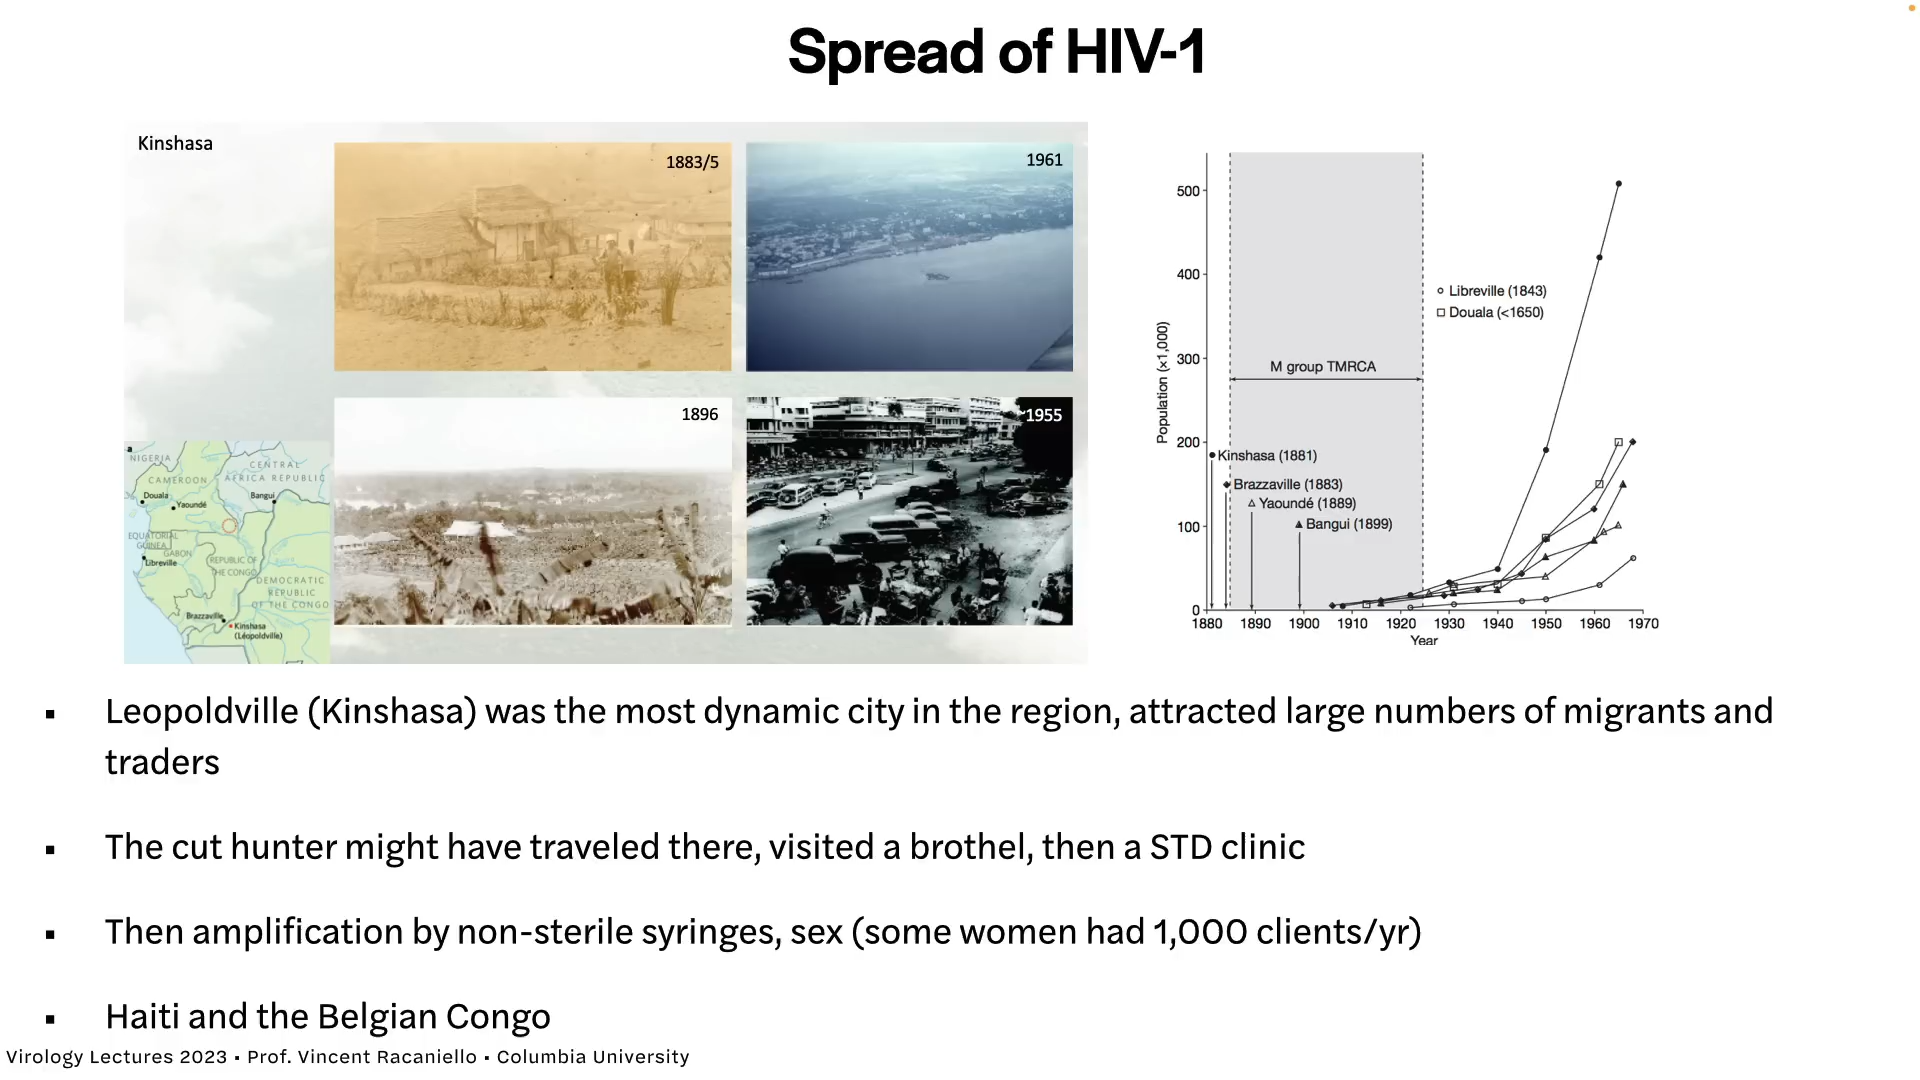 Spread of HIV-1
Kinshasa
1883/5
1961
1896
~1955
a
NIGERIA
CENTRAL
AFRICA REPUBLIC
CAMEROON
Douala
Bangui
Yaoundé
EQUATORIAL
GUINEA
GABON
Libreville
REPUBLIC OF
THE CONGO
DEMOCRATIC
REPUBLIC
OF THE CONGO
Brazzaville
Kinshasa
(Léopoldville)
Population (×1,000)
500
400
300
200
100
0
Libreville (1843)
Douala (<1650)
M group TMRCA
Kinshasa (1881)
Brazzaville (1883)
Yaoundé (1889)
Bangui (1899)
1880 1890 1900 1910 1920 1930 1940 1950 1960 1970
Year
▪ Leopoldville (Kinshasa) was the most dynamic city in the region, attracted large numbers of migrants and
traders
▪ The cut hunter might have traveled there, visited a brothel, then a STD clinic
▪ Then amplification by non-sterile syringes, sex (some women had 1,000 clients/yr)
▪ Haiti and the Belgian Congo
Virology Lectures 2023 ▪ Prof. Vincent Racaniello ▪ Columbia University